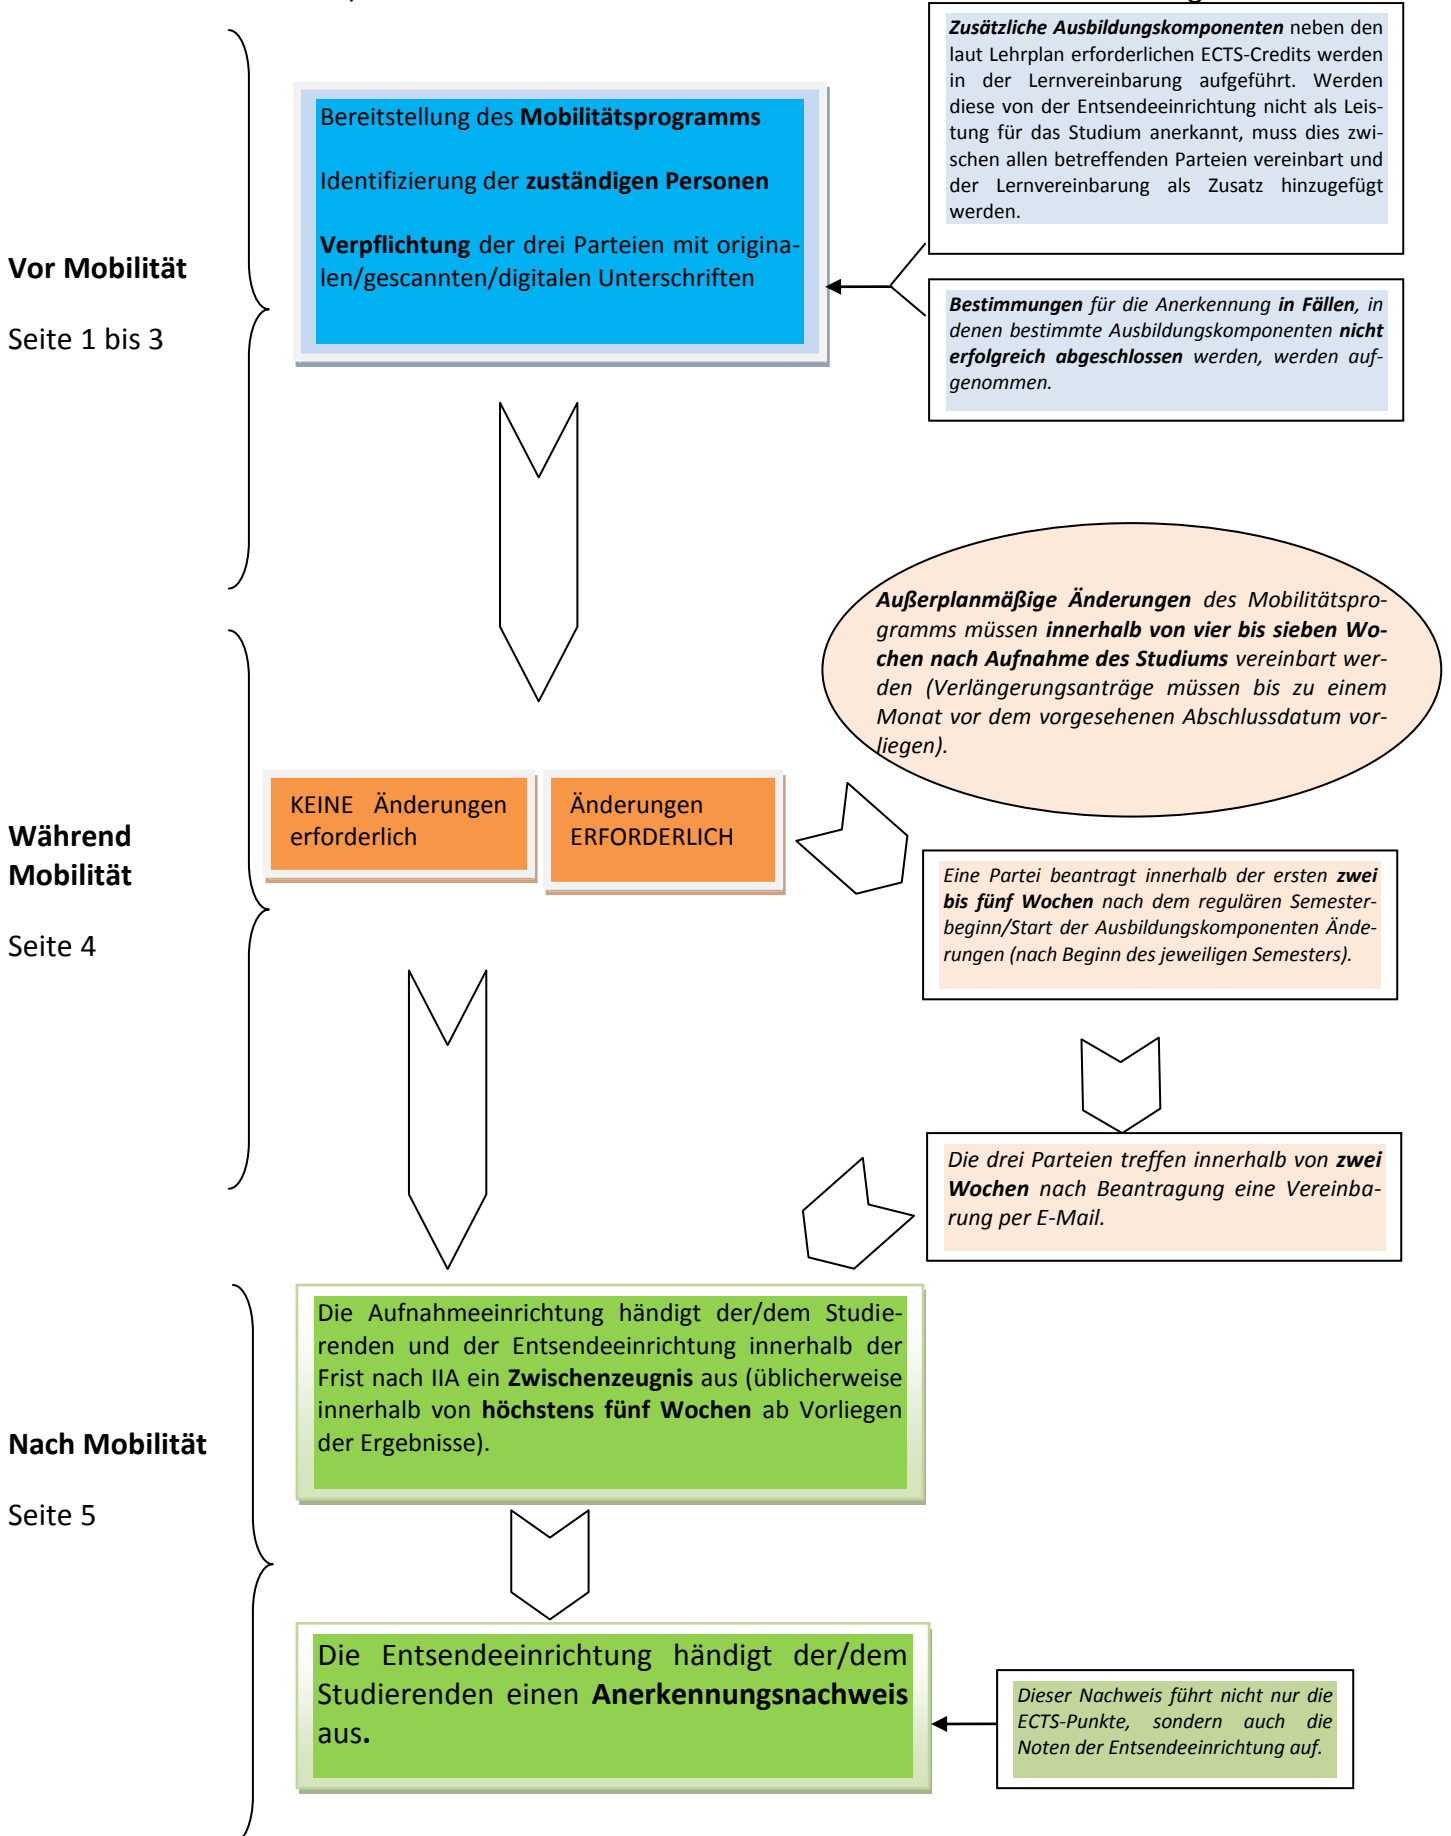 Zusätzliche Ausbildungskomponenten neben den
laut Lehrplan erforderlichen ECTS-Credits werden
in der Lernvereinbarung aufgeführt. Werden
diese von der Entsendeeinrichtung nicht als Leis-
tung für das Studium anerkannt, muss dies zwi-
schen allen betreffenden Parteien vereinbart und
der Lernvereinbarung als Zusatz hinzugefügt
werden.
Bereitstellung des Mobilitätsprogramms
Identifizierung der zuständigen Personen
Verpflichtung der drei Parteien mit origina-
len/gescannten/digitalen Unterschriften
Vor Mobilität
Seite 1 bis 3
Bestimmungen für die Anerkennung in Fällen, in
denen bestimmte Ausbildungskomponenten nicht
erfolgreich abgeschlossen werden, werden auf-
genommen.
Außerplanmäßige Änderungen des Mobilitätspro-
gramms müssen innerhalb von vier bis sieben Wo-
chen nach Aufnahme des Studiums vereinbart wer-
den (Verlängerungsanträge müssen bis zu einem
Monat vor dem vorgesehenen Abschlussdatum vor-
liegen).
KEINE Änderungen
erforderlich
Änderungen
ERFORDERLICH
Während
Mobilität
Seite 4
Eine Partei beantragt innerhalb der ersten zwei
bis fünf Wochen nach dem regulären Semester-
beginn/Start der Ausbildungskomponenten Ände-
rungen (nach Beginn des jeweiligen Semesters).
Die drei Parteien treffen innerhalb von zwei
Wochen nach Beantragung eine Vereinba-
rung per E-Mail.
Die Aufnahmeeinrichtung händigt der/dem Studie-
renden und der Entsendeeinrichtung innerhalb der
Frist nach IIA ein Zwischenzeugnis aus (üblicherweise
innerhalb von höchstens fünf Wochen ab Vorliegen
der Ergebnisse).
Nach Mobilität
Seite 5
Die Entsendeeinrichtung händigt der/dem
Studierenden einen Anerkennungsnachweis
aus.
Dieser Nachweis führt nicht nur die
ECTS-Punkte, sondern auch die
Noten der Entsendeeinrichtung auf.